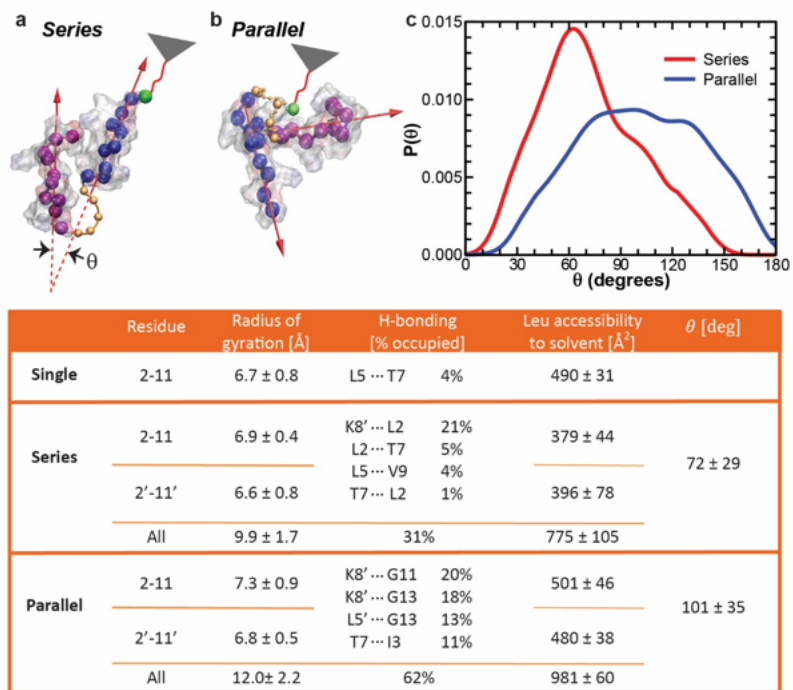 a Series
b Parallel
c
θ
0.015
0.010
0.005
0.000
P(θ)
Series
Parallel
0 30 60 90 120 150 180
θ (degrees)
Residue Radius of gyration [Å] H-bonding [% occupied] Leu accessibility to solvent [Å²] θ [deg]
Single 2-11 6.7 ± 0.8 L5 ··· T7 4% 490 ± 31
Series
2-11 6.9 ± 0.4 379 ± 44
K8′ ··· L2 21%
L2 ··· T7 5%
L5 ··· V9 4%
T7 ··· L2 1%
72 ± 29
2′-11′ 6.6 ± 0.8 396 ± 78
All 9.9 ± 1.7 31% 775 ± 105
Parallel
2-11 7.3 ± 0.9 501 ± 46
K8′ ··· G11 20%
K8′ ··· G13 18%
L5′ ··· G13 13%
T7 ··· I3 11%
101 ± 35
2′-11′ 6.8 ± 0.5 480 ± 38
All 12.0± 2.2 62% 981 ± 60